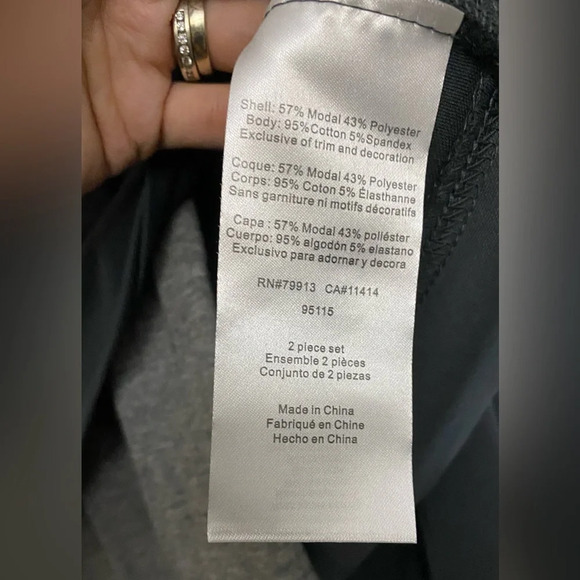 Shell: 57% Modal 43% Polyester
Body: 95%Cotton 5%Spandex
Exclusive of trim and decoration
Coque: 57% Modal 43% Polyester
Corps: 95% Coton 5% Élasthanne
Sans garniture ni motifs décoratifs
Capa : 57% Modal 43% poliéster
Cuerpo: 95% algodón 5% elastano
Exclusivo para adornar y decora
RN#79913 CA#11414
95115
2 piece set
Ensemble 2 pièces
Conjunto de 2 piezas
Made in China
Fabriqué en Chine
Hecho en China